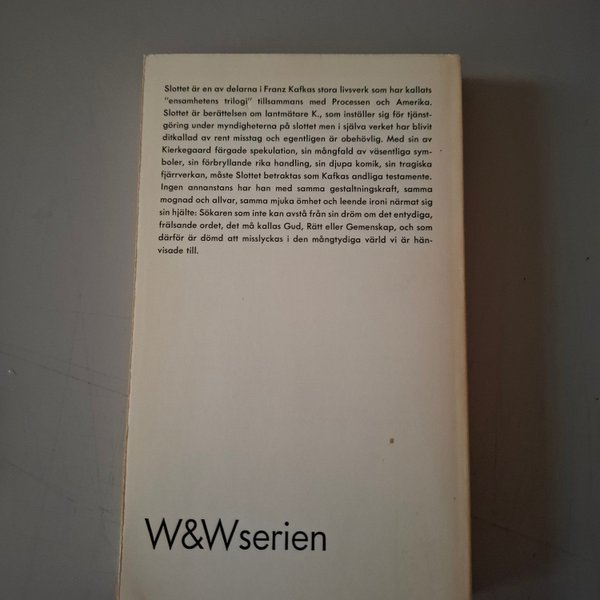 Slottet är en av delarna i Franz Kafkas stora livsverk som har kallats
"ensamhetens trilogi" tillsammans med Processen och Amerika.
Slottet är berättelsen om lantmätare K., som inställer sig för tjänst-
göring under myndigheterna på slottet men i själva verket har blivit
ditkallad av rent misstag och egentligen är obehövlig. Med sin av
Kierkegaard färgade spekulation, sin mångfald av väsentliga sym-
boler, sin förbryllande rika handling, sin djupa komik, sin tragiska
fjärrverkan, måste Slottet betraktas som Kafkas andliga testamente.
Ingen annanstans har han med samma gestaltningskraft, samma
mognad och allvar, samma mjuka ömhet och leende ironi närmat sig
sin hjälte: Sökaren som inte kan avstå från sin dröm om det entydiga,
frälsande ordet, det må kallas Gud, Rätt eller Gemenskap, och som
därför är dömd att misslyckas i den mångtydiga värld vi är hän-
visade till.
W&Wserien